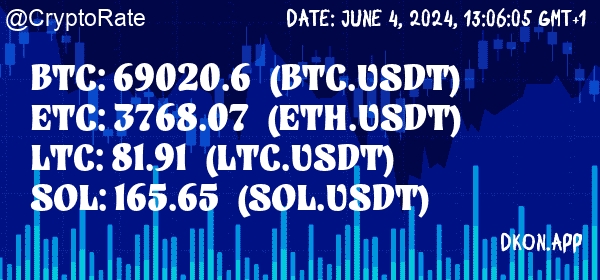 @CryptoRate
DATE: JUNE 4, 2024, 13:06:05 GMT+1
BTC: 69020.6 (BTC.USDT)
ETC: 3768.07 (ETH.USDT)
LTC: 81.91 (LTC.USDT)
SOL: 165.65 (SOL.USDT)
DKON.APP